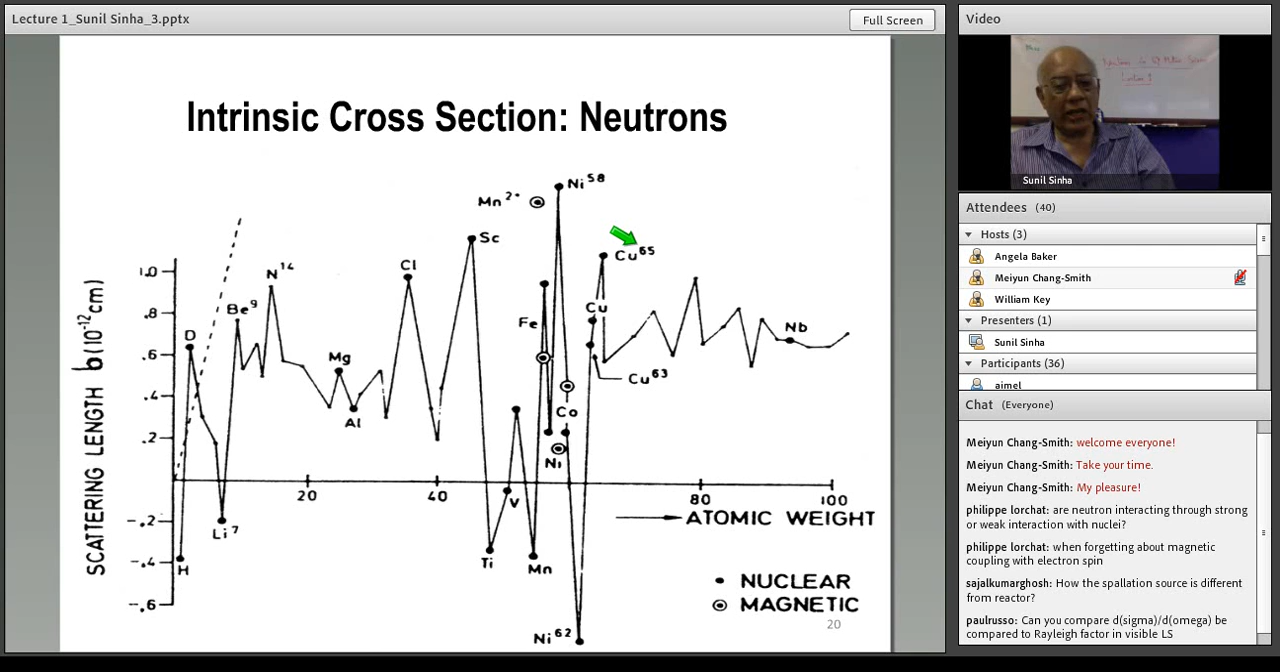 Lecture 1_Sunil Sinha_3.pptx
Full Screen
Intrinsic Cross Section: Neutrons
SCATTERING LENGTH b(10⁻¹²cm)
1.0
.8
.6
.4
.2
-.2
-.4
-.6
20
40
80
100
ATOMIC WEIGHT
H
D
Li⁷
Be⁹
N¹⁴
Mg
Al
Cl
Sc
Ti
V
Mn
Mn²⁺
Fe
Ni⁵⁸
Co
Ni
Ni⁶²
Cu
Cu⁶⁵
Cu⁶³
Nb
NUCLEAR
MAGNETIC
20
Video
Lecture 1
Sunil Sinha
Attendees (40)
Hosts (3)
Angela Baker
Meiyun Chang-Smith
William Key
Presenters (1)
Sunil Sinha
Participants (36)
aimel
Chat (Everyone)
Meiyun Chang-Smith: welcome everyone!
Meiyun Chang-Smith: Take your time.
Meiyun Chang-Smith: My pleasure!
philippe lorchat: are neutron interacting through strong
or weak interaction with nuclei?
philippe lorchat: when forgetting about magnetic
coupling with electron spin
sajalkumarghosh: How the spallation source is different
from reactor?
paulrusso: Can you compare d(sigma)/d(omega) be
compared to Rayleigh factor in visible LS